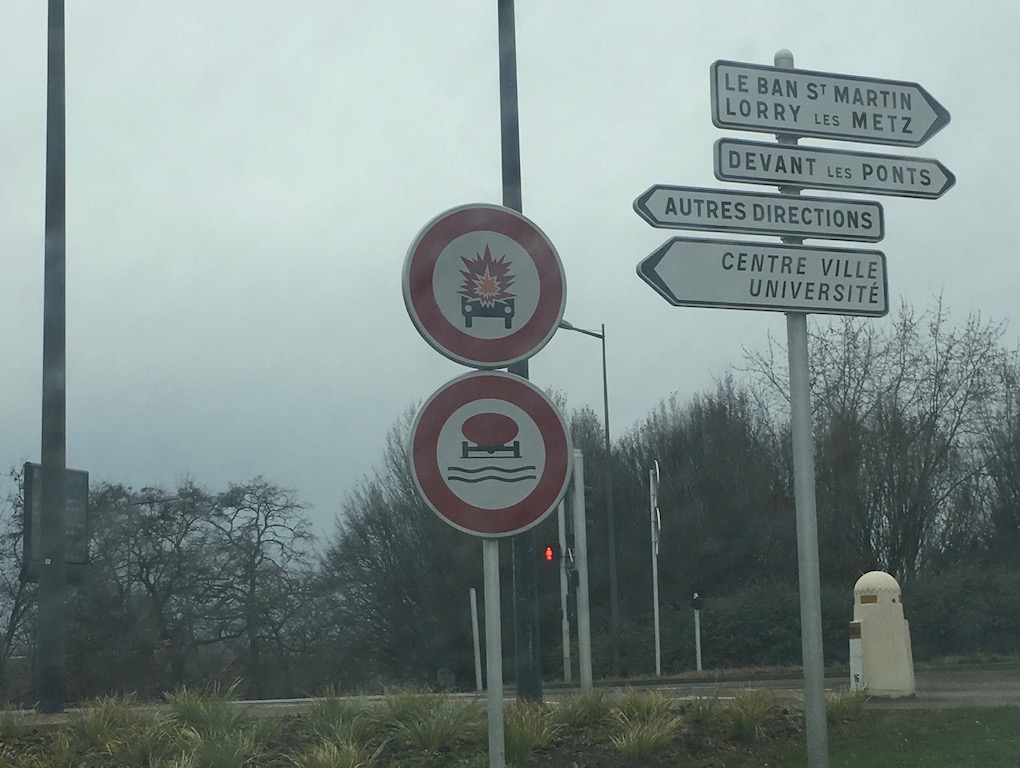 LE BAN ST MARTIN
LORRY LES METZ
DEVANT LES PONTS
AUTRES DIRECTIONS
CENTRE VILLE
UNIVERSITÉ